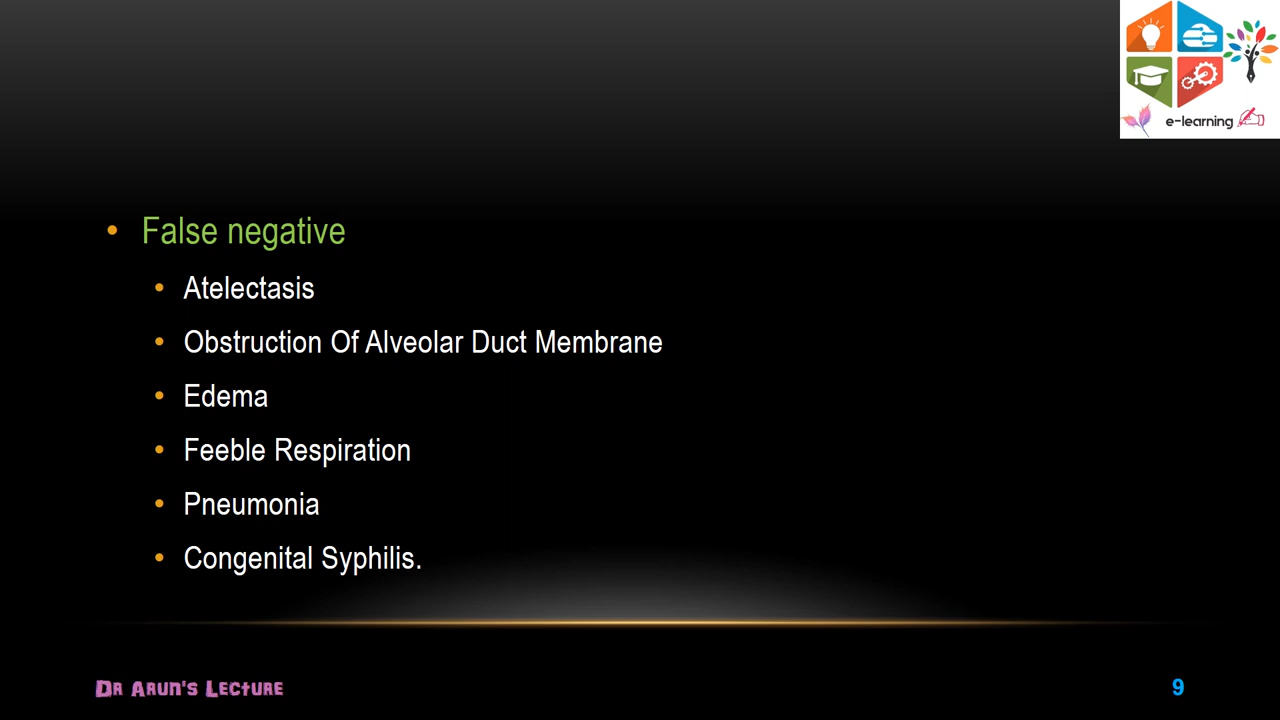 e-learning
• False negative
• Atelectasis
• Obstruction Of Alveolar Duct Membrane
• Edema
• Feeble Respiration
• Pneumonia
• Congenital Syphilis.
Dr Arun's Lecture
9